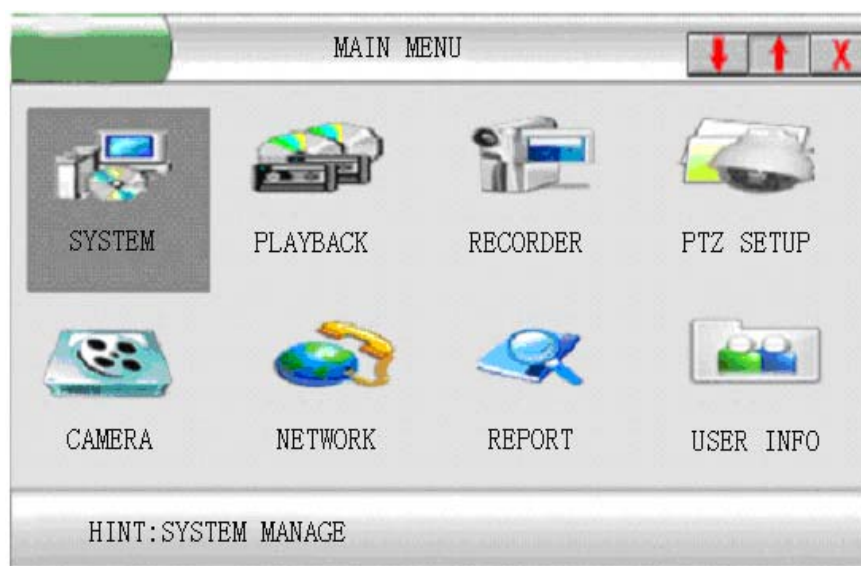 MAIN MENU
X
SYSTEM PLAYBACK RECORDER PTZ SETUP
CAMERA NETWORK REPORT USER INFO
HINT:SYSTEM MANAGE